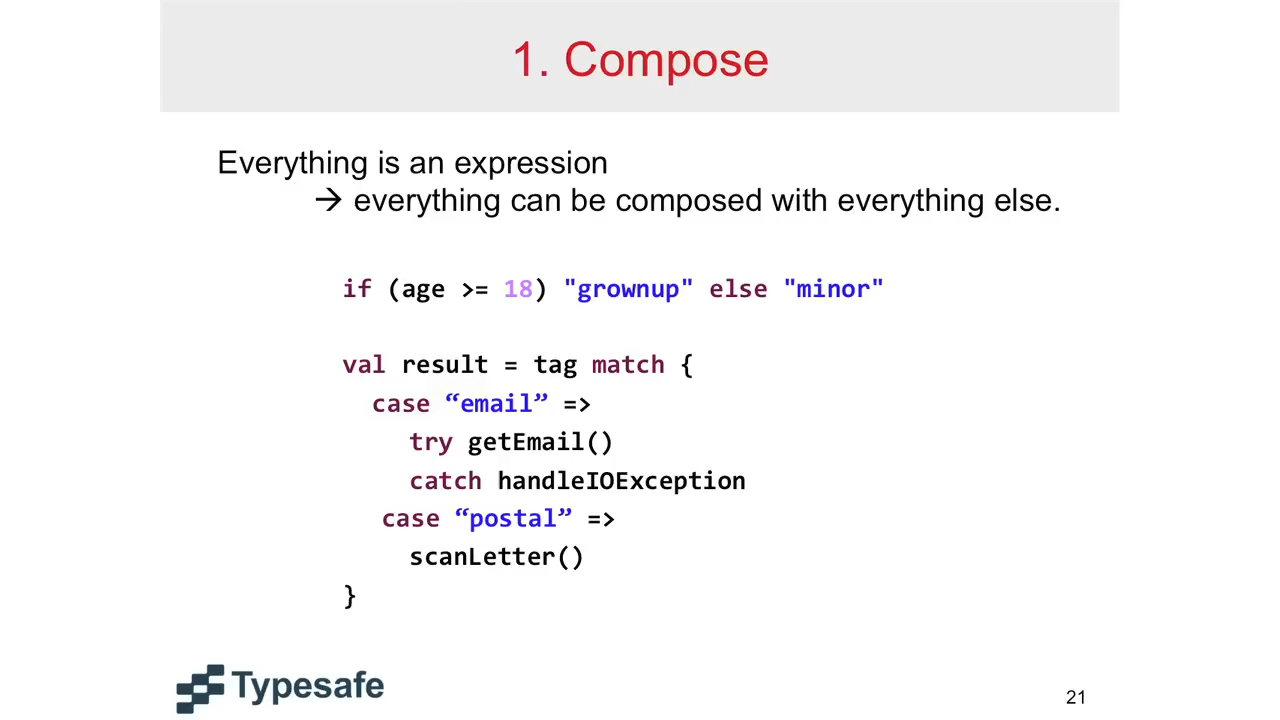 1. Compose
Everything is an expression
→ everything can be composed with everything else.
if (age >= 18) "grownup" else "minor"
val result = tag match {
case “email” =>
try getEmail()
catch handleIOException
case “postal” =>
scanLetter()
}
Typesafe
21